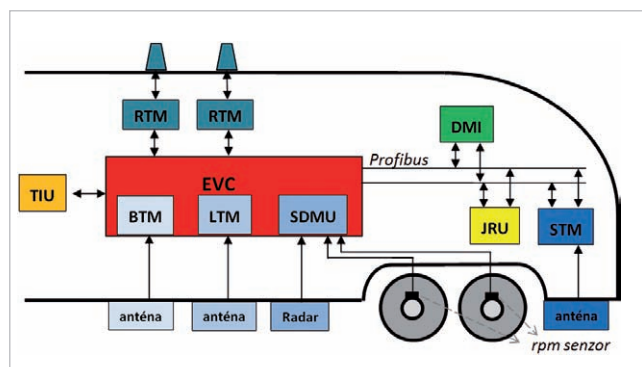 RTM
RTM
DMI
Profibus
EVC
TIU
BTM
LTM
SDMU
JRU
STM
anténa
anténa
Radar
anténa
rpm senzor